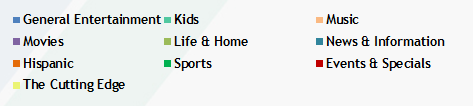 General Entertainment Kids Music
Movies Life & Home News & Information
Hispanic Sports Events & Specials
The Cutting Edge